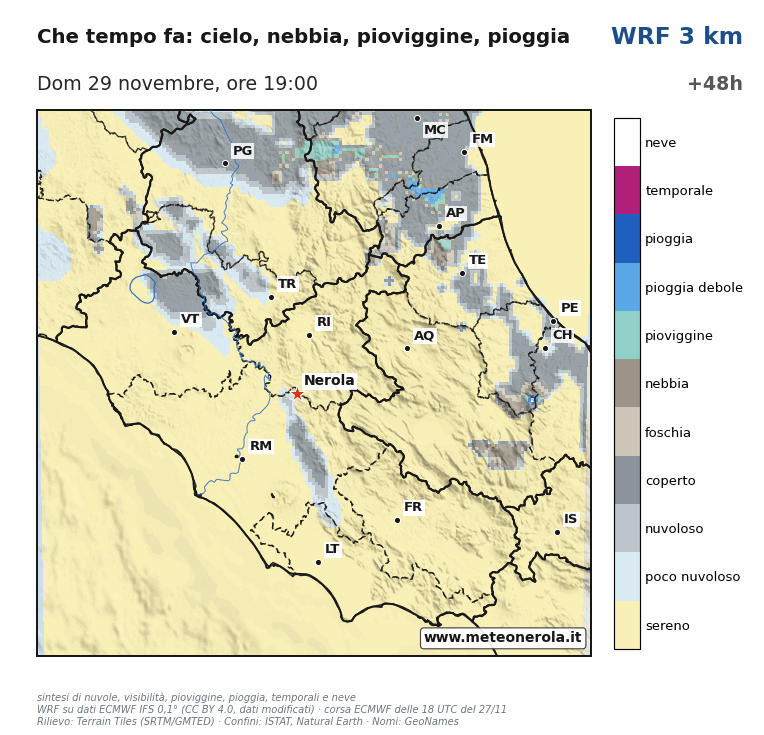 Che tempo fa: cielo, nebbia, pioviggine, pioggia
WRF 3 km
Dom 29 novembre, ore 19:00
+48h
MC
FM
PG
AP
TE
TR
PE
VT
RI
AQ
CH
Nerola
RM
FR
IS
LT
www.meteonerola.it
neve
temporale
pioggia
pioggia debole
pioviggine
nebbia
foschia
coperto
nuvoloso
poco nuvoloso
sereno
sintesi di nuvole, visibilità, pioviggine, pioggia, temporali e neve
WRF su dati ECMWF IFS 0,1° (CC BY 4.0, dati modificati) · corsa ECMWF delle 18 UTC del 27/11
Rilievo: Terrain Tiles (SRTM/GMTED) · Confini: ISTAT, Natural Earth · Nomi: GeoNames